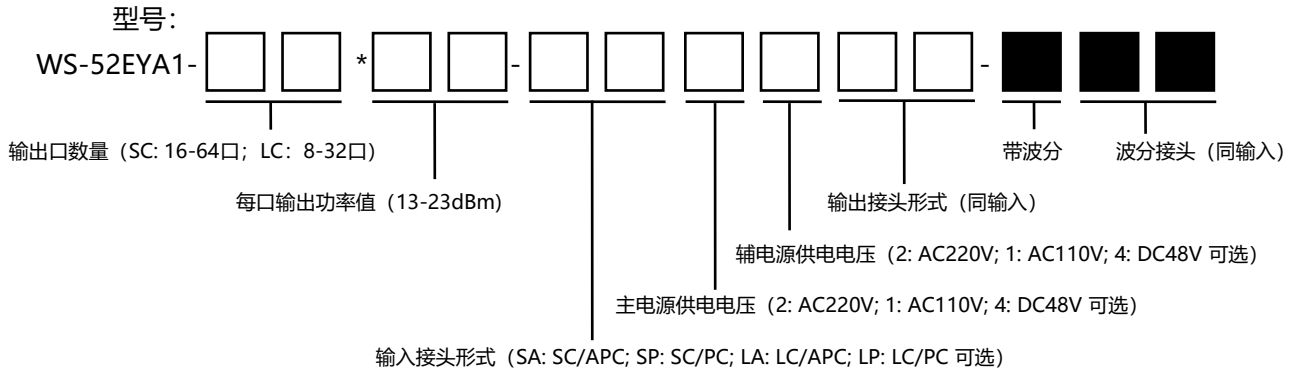 型号：
WS-52EYA1-□□*□□-□□□□□□-■■■
输出口数量（SC: 16-64口；LC：8-32口）
带波分
波分接头（同输入）
每口输出功率值（13-23dBm）
输出接头形式（同输入）
辅电源供电电压（2: AC220V; 1: AC110V; 4: DC48V 可选）
主电源供电电压（2: AC220V; 1: AC110V; 4: DC48V 可选）
输入接头形式（SA: SC/APC; SP: SC/PC; LA: LC/APC; LP: LC/PC 可选）